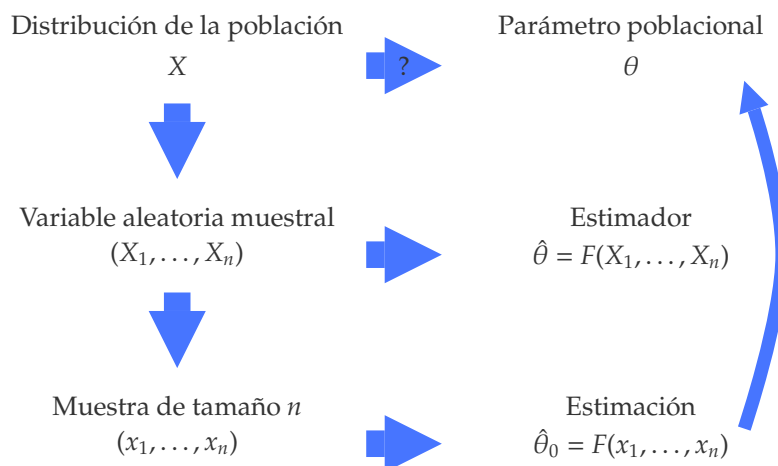 Distribución de la población
X
?
Parámetro poblacional
θ
Variable aleatoria muestral
(X₁, . . . , Xₙ)
Estimador
θ̂ = F(X₁, . . . , Xₙ)
Muestra de tamaño n
(x₁, . . . , xₙ)
Estimación
θ̂₀ = F(x₁, . . . , xₙ)